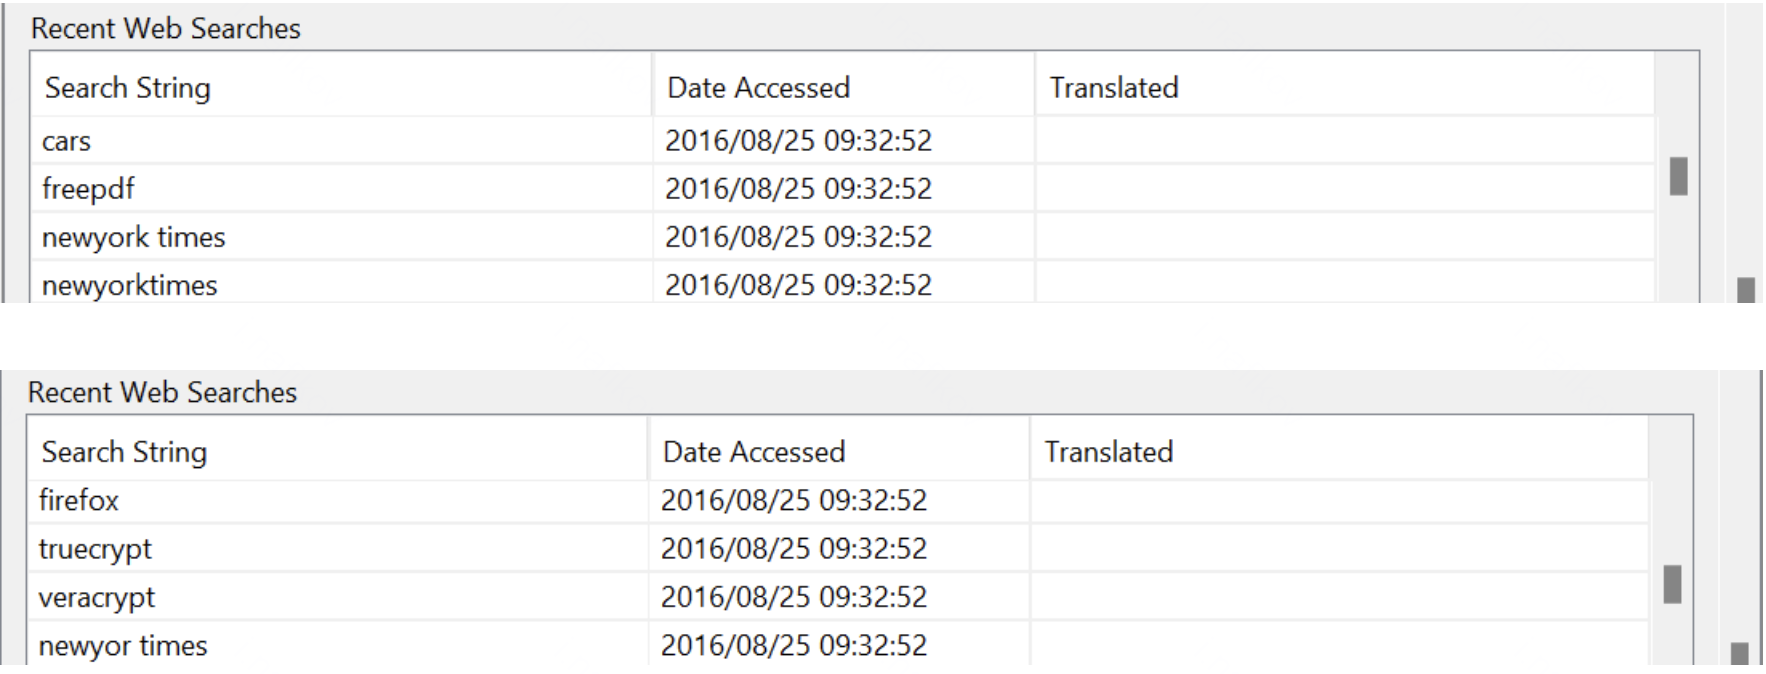 Recent Web Searches
Search String Date Accessed Translated
cars 2016/08/25 09:32:52
freepdf 2016/08/25 09:32:52
newyork times 2016/08/25 09:32:52
newyorktimes 2016/08/25 09:32:52
Recent Web Searches
Search String Date Accessed Translated
firefox 2016/08/25 09:32:52
truecrypt 2016/08/25 09:32:52
veracrypt 2016/08/25 09:32:52
newyor times 2016/08/25 09:32:52